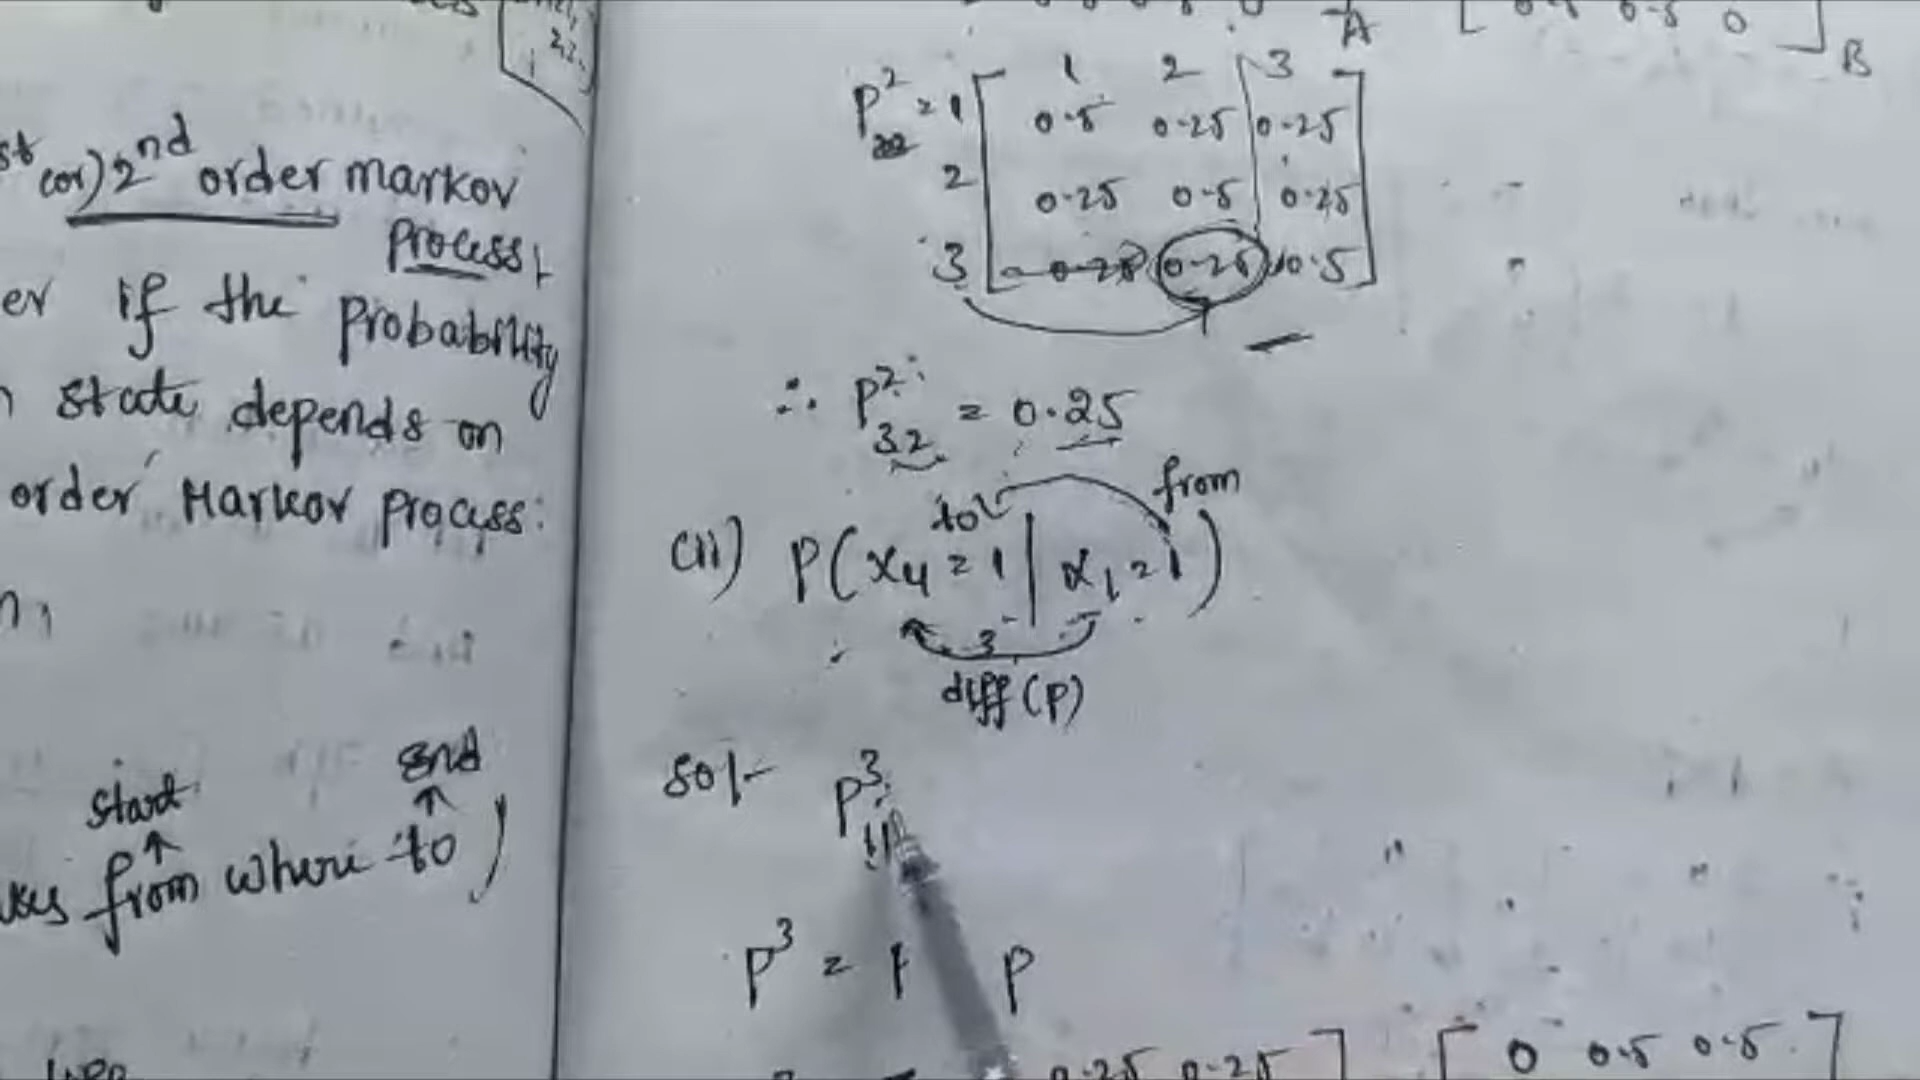 (or) 2nd order markov
process:
er if the probability
n state depends on
order Markov process:
start end
from where to )
A B
1 2 3
P² = 1 0.5 0.25 0.25
2 0.25 0.5 0.25
3 0.25 0.25 0.5
∴ P²32 = 0.25
to from
(ii) P(x4 = 1 | x1 = 1)
3
diff (P)
Sol- P³11
P³ = P
0.25 0.25 0 0.5 0.5